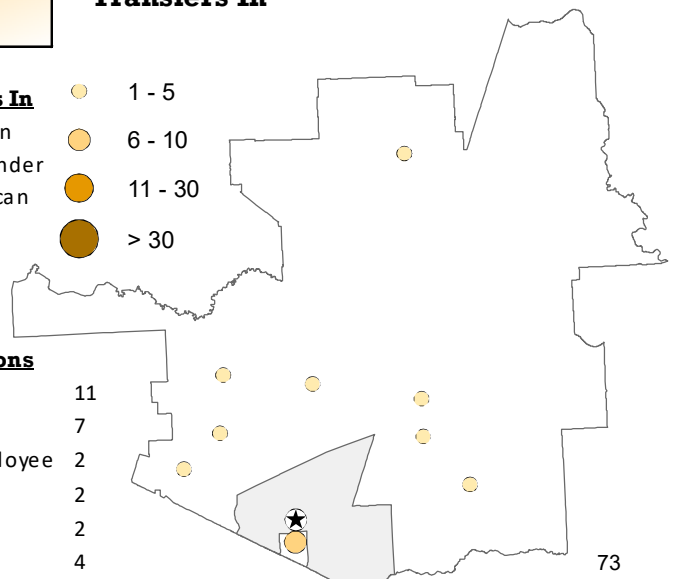 Transfers In
s In
n
nder
can
1 - 5
6 - 10
11 - 30
> 30
ons
11
7
loyee 2
2
2
4
73